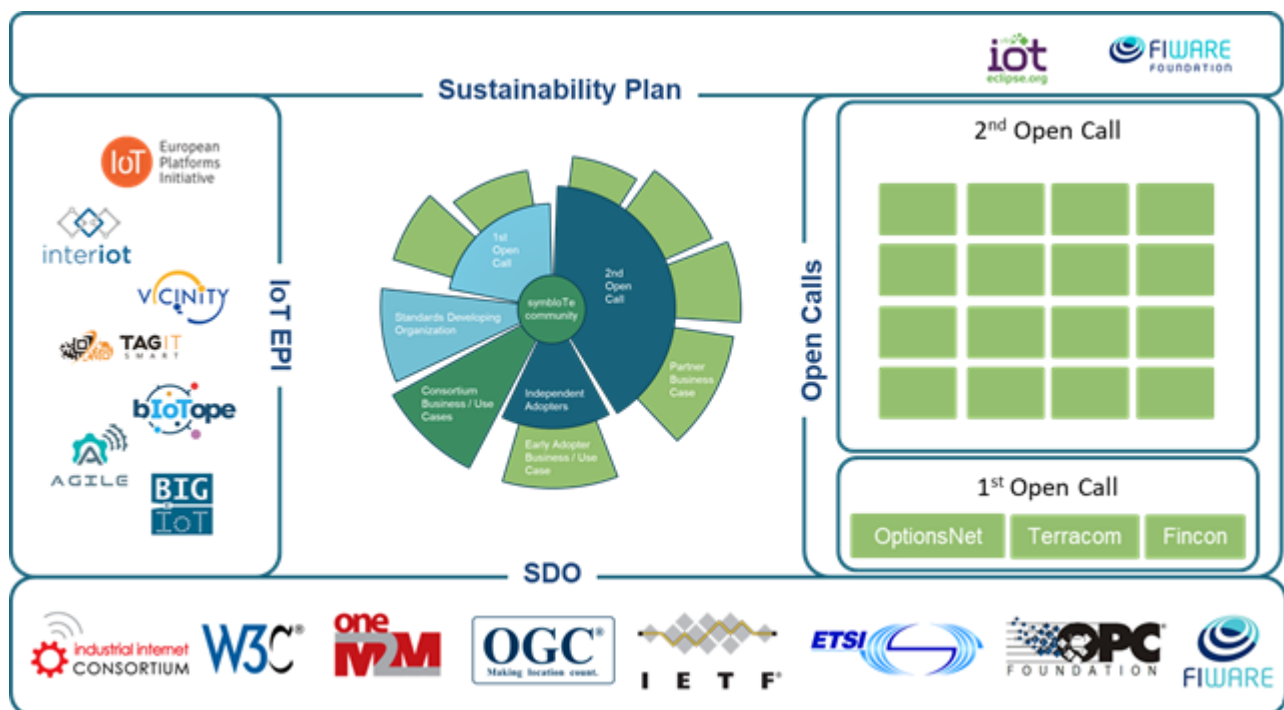 iot
eclipse.org
FIWARE
FOUNDATION
Sustainability Plan
IoT
European
Platforms
Initiative
interiot
VICINITY
TAGIT
SMART
bIoTope
AGILE
BIG
IoT
IoT EPI
1st
Open
Call
2nd
Open
Call
symbIoTe
community
Standards Developing
Organization
Consortium
Business / Use
Cases
Independent
Adopters
Early Adopter
Business / Use
Case
Partner
Business
Case
Open Calls
2nd Open Call
1st Open Call
OptionsNet
Terracom
Fincon
SDO
industrial internet
CONSORTIUM
W3C®
one
M2M
OGC®
Making location count.
IETF®
ETSI
OPC
FOUNDATION
FIWARE